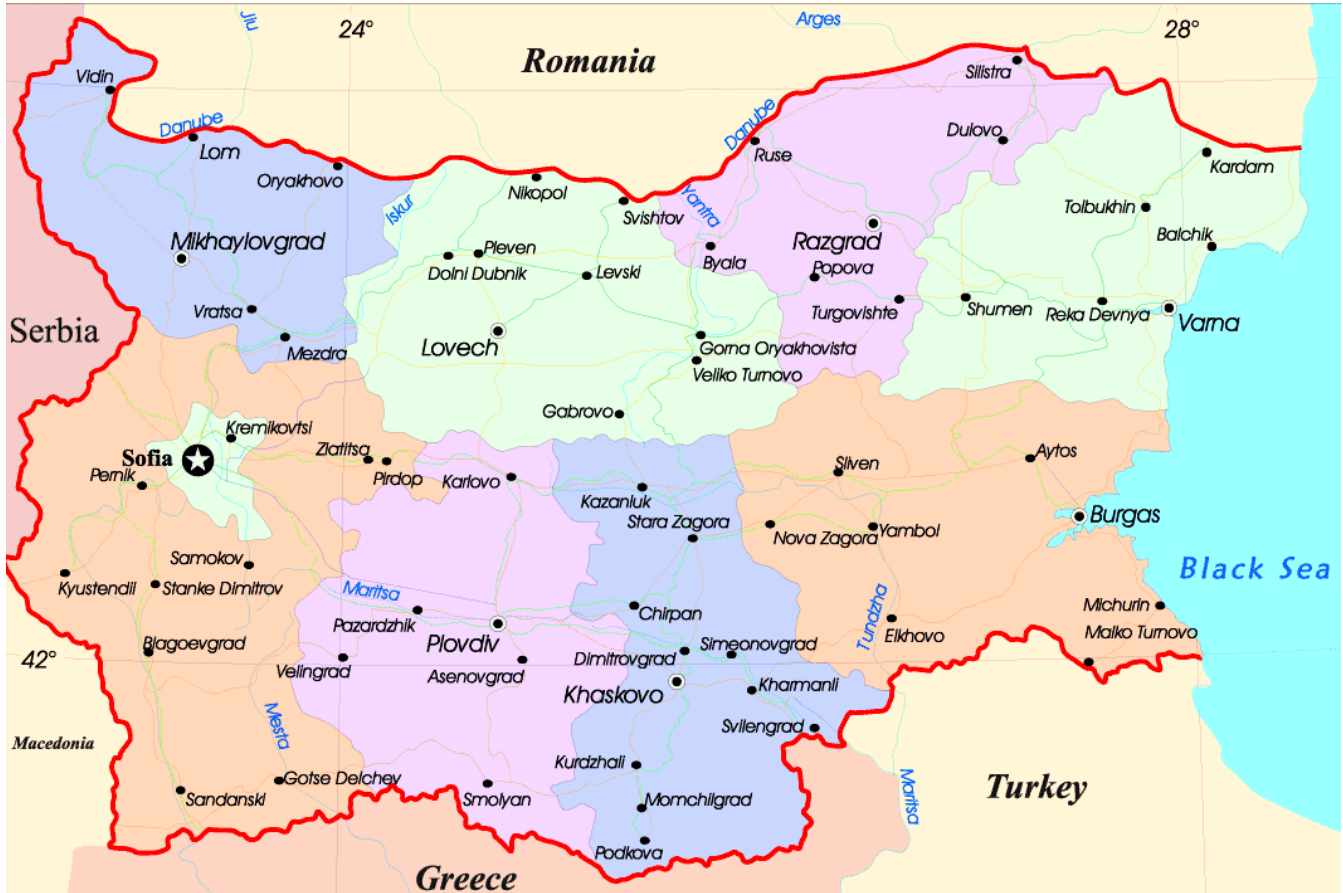 Jiu
Arges
24°
28°
Romania
Vidin
Silistra
Danube
Danube
Lom
Ruse
Dulovo
Kardam
Oryakhovo
Nikopol
Iskur
Svishtov
Yantra
Tolbukhin
Mikhaylovgrad
Pleven
Razgrad
Balchik
Dolni Dubnik
Levski
Byala
Popova
Vratsa
Turgovishte
Shumen
Reka Devnya
Varna
Serbia
Mezdra
Lovech
Gorna Oryakhovista
Veliko Turnovo
Gabrovo
Kremikovtsi
Zlatitsa
Sofia
Pernik
Pirdop
Karlovo
Sliven
Aytos
Kazanluk
Stara Zagora
Nova Zagora
Yambol
Burgas
Samokov
Black Sea
Kyustendil
Stanke Dimitrov
Maritsa
Chirpan
Michurin
Pazardzhik
Plovdiv
Simeonovgrad
Tundzha
Elkhovo
Malko Turnovo
Blagoevgrad
42°
Velingrad
Asenovgrad
Dimitrovgrad
Khaskovo
Kharmanli
Mesta
Svilengrad
Macedonia
Kurdzhali
Gotse Delchev
Sandanski
Smolyan
Momchilgrad
Maritsa
Turkey
Podkova
Greece